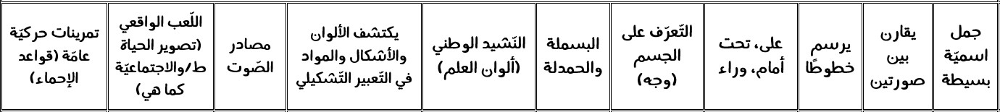 جمل
اسميّة
بسيطة
يقارن
بين
صورتين
يرسم
خطوطًا
على، تحت
أمام، وراء
التّعرّف على
الجسم
(وجه)
البسملة
والحمدلة
النّشيد الوطني
(ألوان العلم)
يكتشف الألوان
والأشكال والمواد
في التّعبير التّشكيلي
مصادر
الصّوت
اللّعب الواقعي
(تصوير الحياة
ط/والاجتماعيّة
كما هي)
تمرينات حركيّة
عامّة (قواعد
الإحماء)